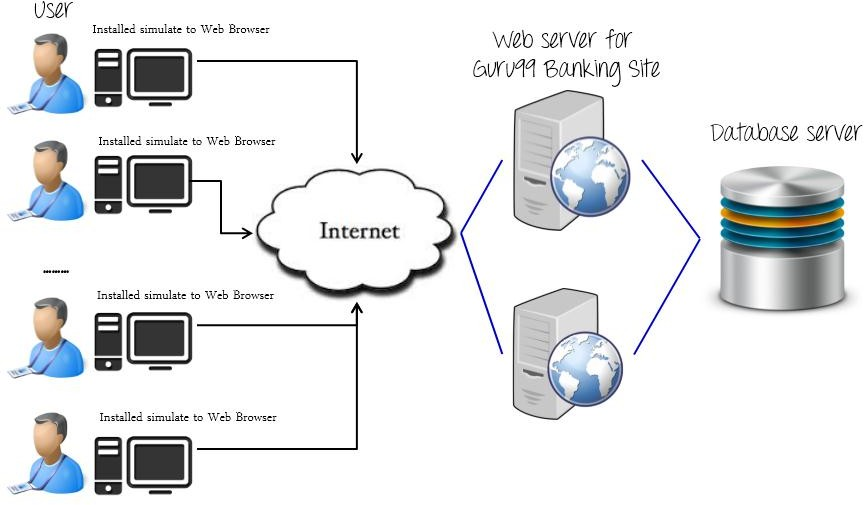 User
Installed simulate to Web Browser
Installed simulate to Web Browser
.........
Installed simulate to Web Browser
Installed simulate to Web Browser
Internet
Web server for
Guru99 Banking Site
Database server